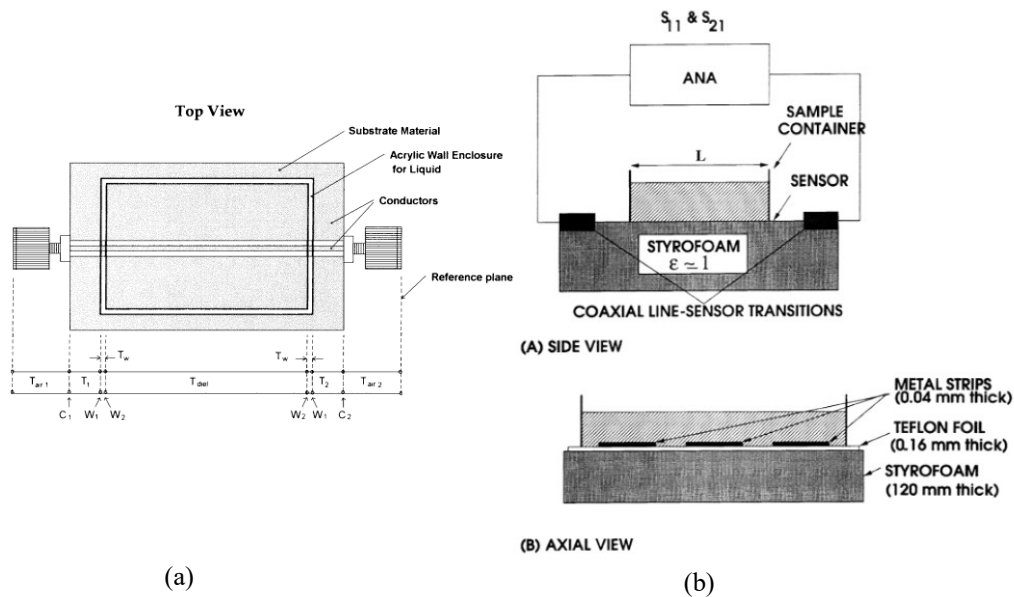 Top View
Substrate Material
Acrylic Wall Enclosure
for Liquid
Conductors
Reference plane
Tw
Tw
Tair 1
T1
Tdiel
T2
Tair 2
C1
W1
W2
W2
W1
C2
(a)
S11 & S21
ANA
SAMPLE
CONTAINER
L
SENSOR
STYROFOAM
ε ≃ 1
COAXIAL LINE-SENSOR TRANSITIONS
(A) SIDE VIEW
METAL STRIPS
(0.04 mm thick)
TEFLON FOIL
(0.16 mm thick)
STYROFOAM
(120 mm thick)
(B) AXIAL VIEW
(b)